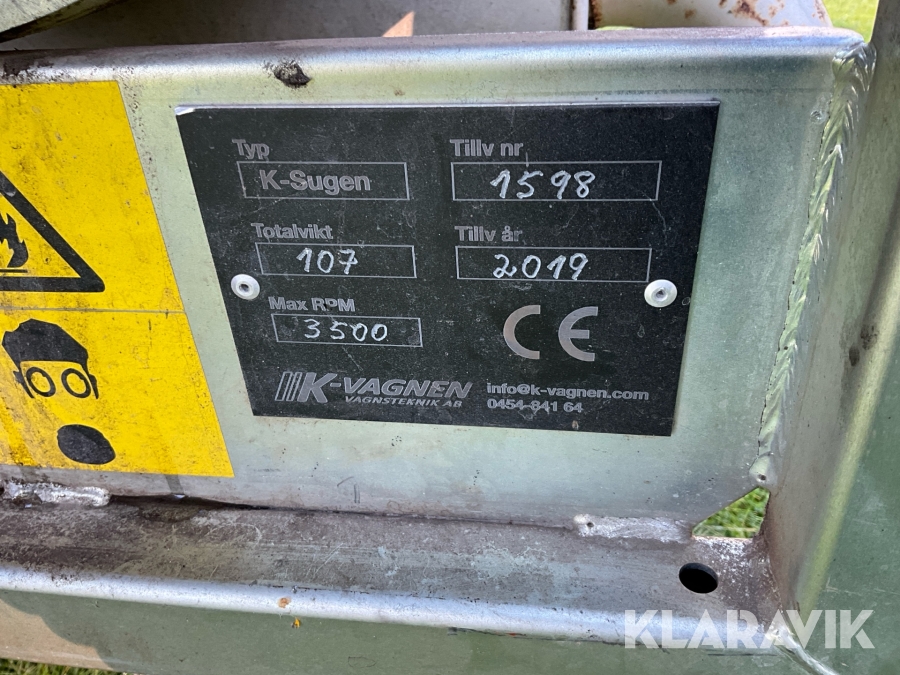 Typ
K-Sugen
Tillv nr
1598
Totalvikt
107
Tillv år
2019
Max RPM
3500
CE
K-VAGNEN
VAGNSTEKNIK AB
info@k-vagnen.com
0454-841 64
KLARAVIK